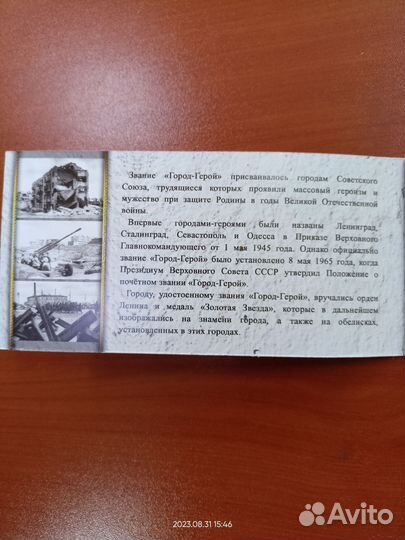 Звание «Город-Герой» присваивалось городам Советского
Союза, трудящиеся которых проявили массовый героизм и
мужество при защите Родины в годы Великой Отечественной
войны.
Впервые городами-героями были названы Ленинград,
Сталинград, Севастополь и Одесса в Приказе Верховного
Главнокомандующего от 1 мая 1945 года. Однако официально
звание «Город-Герой» было установлено 8 мая 1965 года, когда
Президиум Верховного Совета СССР утвердил Положение о
почётном звании «Город-Герой».
Городу, удостоенному звания «Город-Герой», вручались орден
Ленина и медаль «Золотая Звезда», которые в дальнейшем
изображались на знамени города, а также на обелисках,
установленных в этих городах.
2023.08.31 15:46
Avito